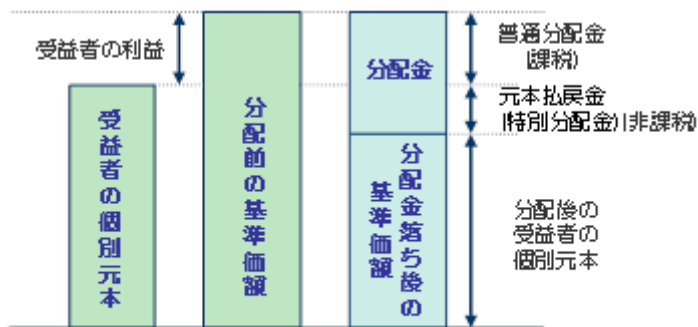 受益者の利益
受益者の個別元本
分配前の基準価額
分配金
分配金落ち後の
基準価額
普通分配金
(課税)
元本払戻金
(特別分配金)(非課税)
分配後の
受益者の
個別元本